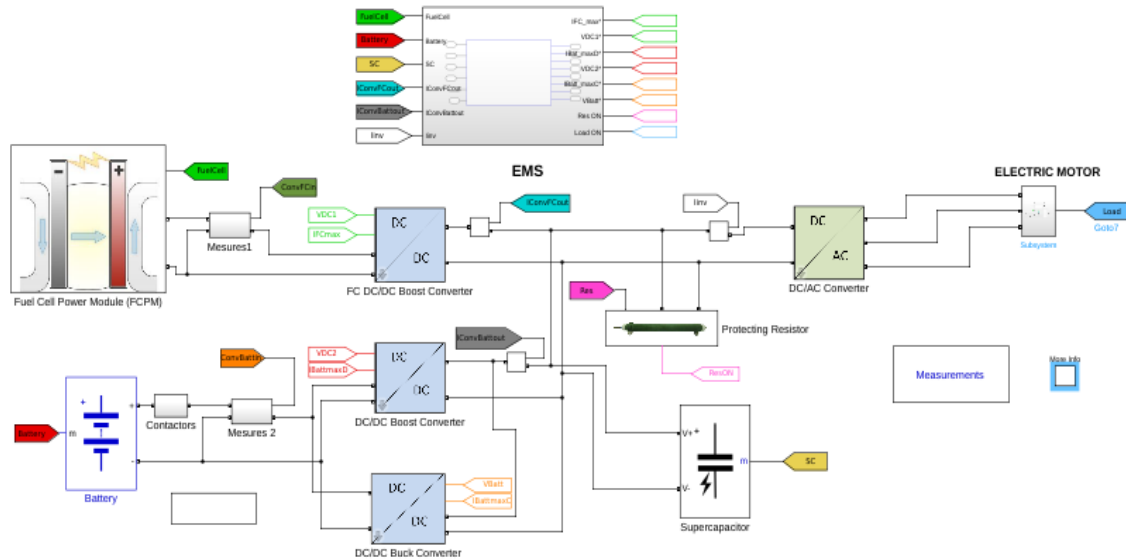 FuelCell
Battery
SC
IConvFCout
IConvBattout
Iinv
FuelCell
Battery
SC
IConvFCout
IConvBattout
IInv
IFC_max*
VDC1*
IBat_maxD*
VDC2*
IBatt_maxC*
VBatt*
Res ON
Load ON
EMS
ELECTRIC MOTOR
FuelCell
ConvFCin
Mesures1
Fuel Cell Power Module (FCPM)
VDC1
IFCmax
DC
DC
FC DC/DC Boost Converter
IConvFCout
Iinv
DC
AC
DC/AC Converter
Subsystem
Load
Goto7
Res
Protecting Resistor
ResON
Measurements
More Info
IConvBattout
ConvBattin
VDC2
IBattmaxD
DC
DC
DC/DC Boost Converter
Battery
m
+
+
-
Battery
Contactors
Mesures 2
DC
DC
VBatt
IBattmaxC
DC/DC Buck Converter
V+
+
V-
m
SC
Supercapacitor